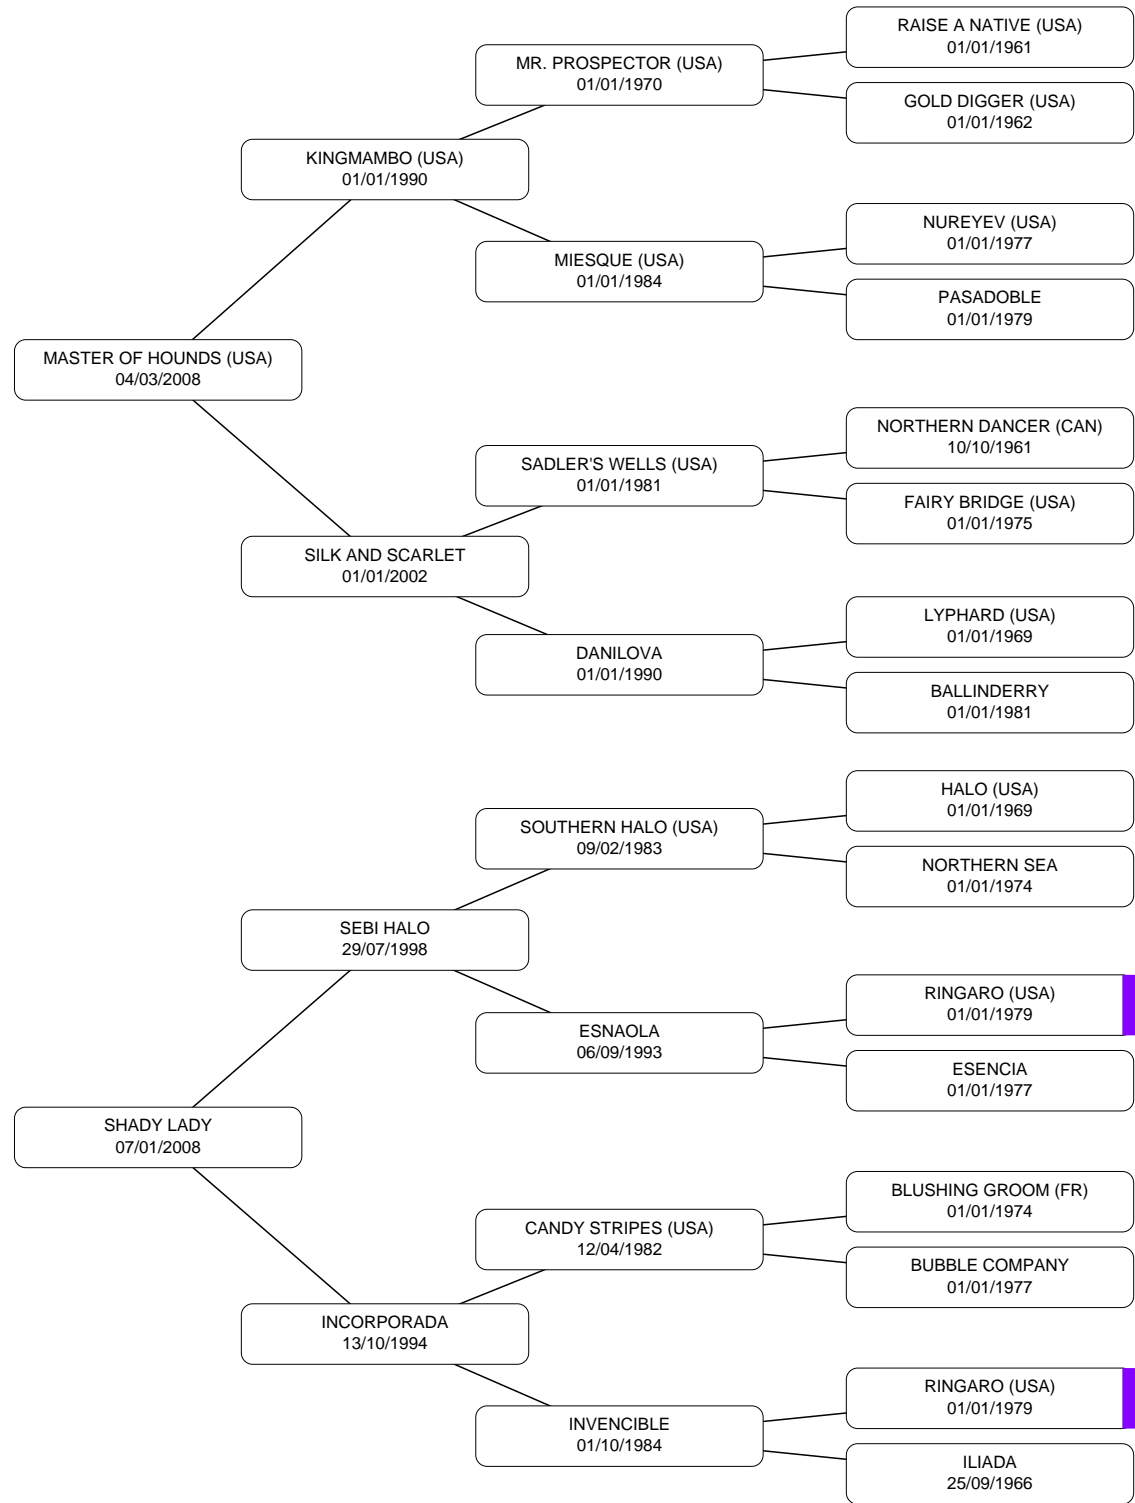 RAISE A NATIVE (USA)
01/01/1961
MR. PROSPECTOR (USA)
01/01/1970
GOLD DIGGER (USA)
01/01/1962
KINGMAMBO (USA)
01/01/1990
NUREYEV (USA)
01/01/1977
MIESQUE (USA)
01/01/1984
PASADOBLE
01/01/1979
MASTER OF HOUNDS (USA)
04/03/2008
NORTHERN DANCER (CAN)
10/10/1961
SADLER'S WELLS (USA)
01/01/1981
FAIRY BRIDGE (USA)
01/01/1975
SILK AND SCARLET
01/01/2002
LYPHARD (USA)
01/01/1969
DANILOVA
01/01/1990
BALLINDERRY
01/01/1981
HALO (USA)
01/01/1969
SOUTHERN HALO (USA)
09/02/1983
NORTHERN SEA
01/01/1974
SEBI HALO
29/07/1998
RINGARO (USA)
01/01/1979
ESNAOLA
06/09/1993
ESENCIA
01/01/1977
SHADY LADY
07/01/2008
BLUSHING GROOM (FR)
01/01/1974
CANDY STRIPES (USA)
12/04/1982
BUBBLE COMPANY
01/01/1977
INCORPORADA
13/10/1994
RINGARO (USA)
01/01/1979
INVENCIBLE
01/10/1984
ILIADA
25/09/1966